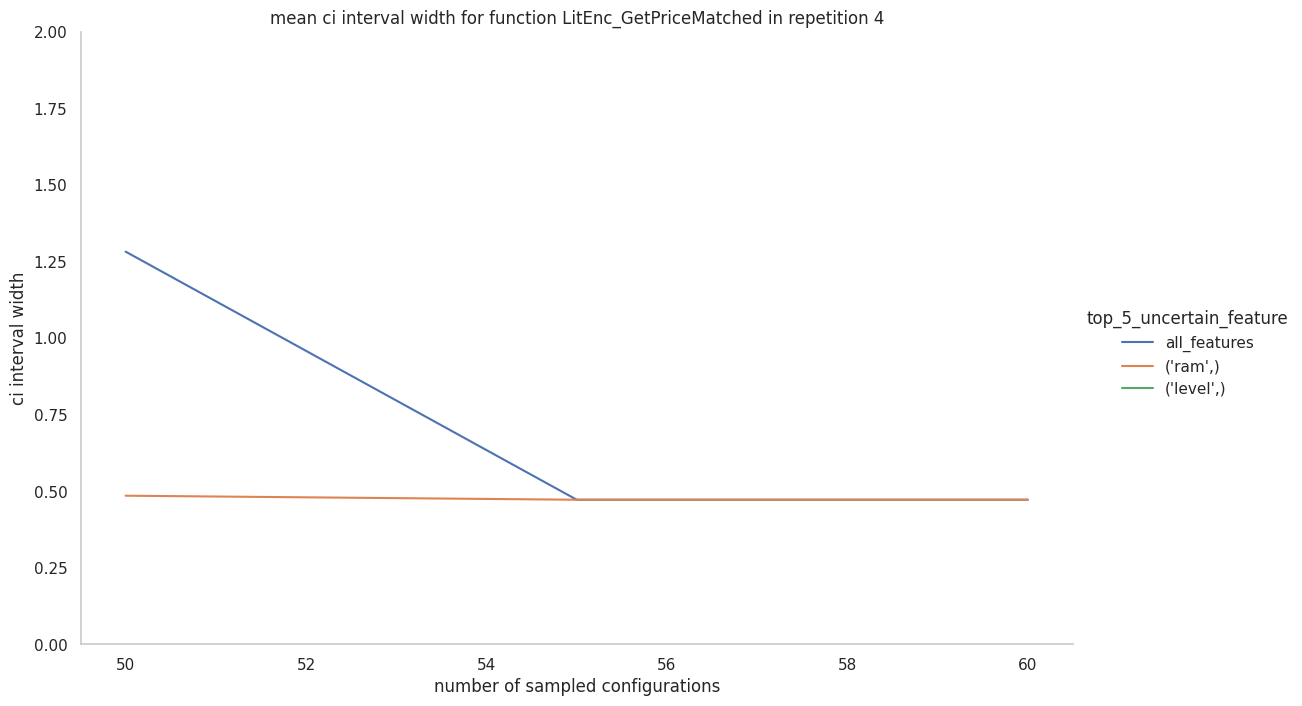 mean ci interval width for function LitEnc_GetPriceMatched in repetition 4
2.00
1.75
1.50
1.25
1.00
0.75
0.50
0.25
0.00
ci interval width
50
52
54
56
58
60
number of sampled configurations
top_5_uncertain_feature
all_features
('ram',)
('level',)